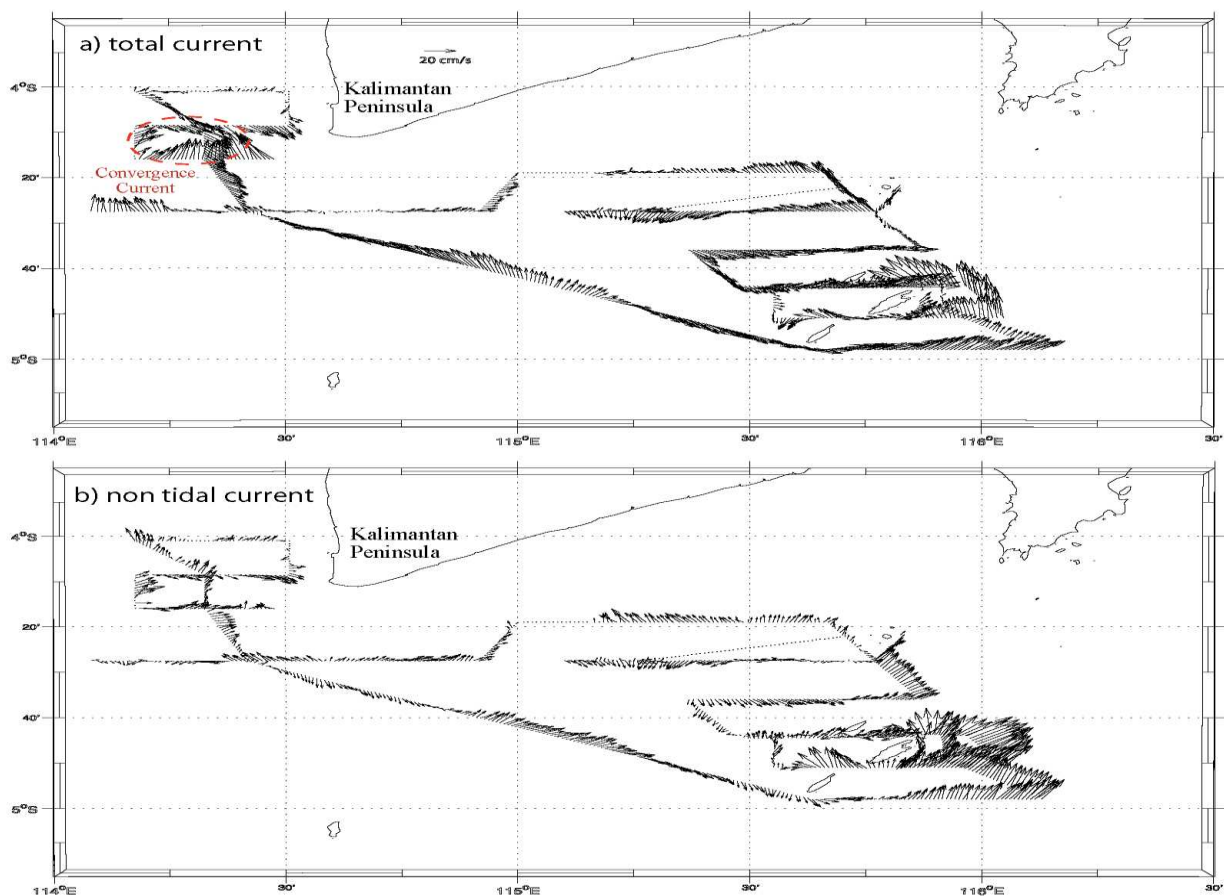 a) total current
20 cm/s
Kalimantan
Peninsula
4°S
Convergence
Current
20'
40'
5°S
114°E
30'
115°E
30'
116°E
30'
b) non tidal current
Kalimantan
Peninsula
4°S
20'
40'
5°S
114°E
30'
115°E
30'
116°E
30'